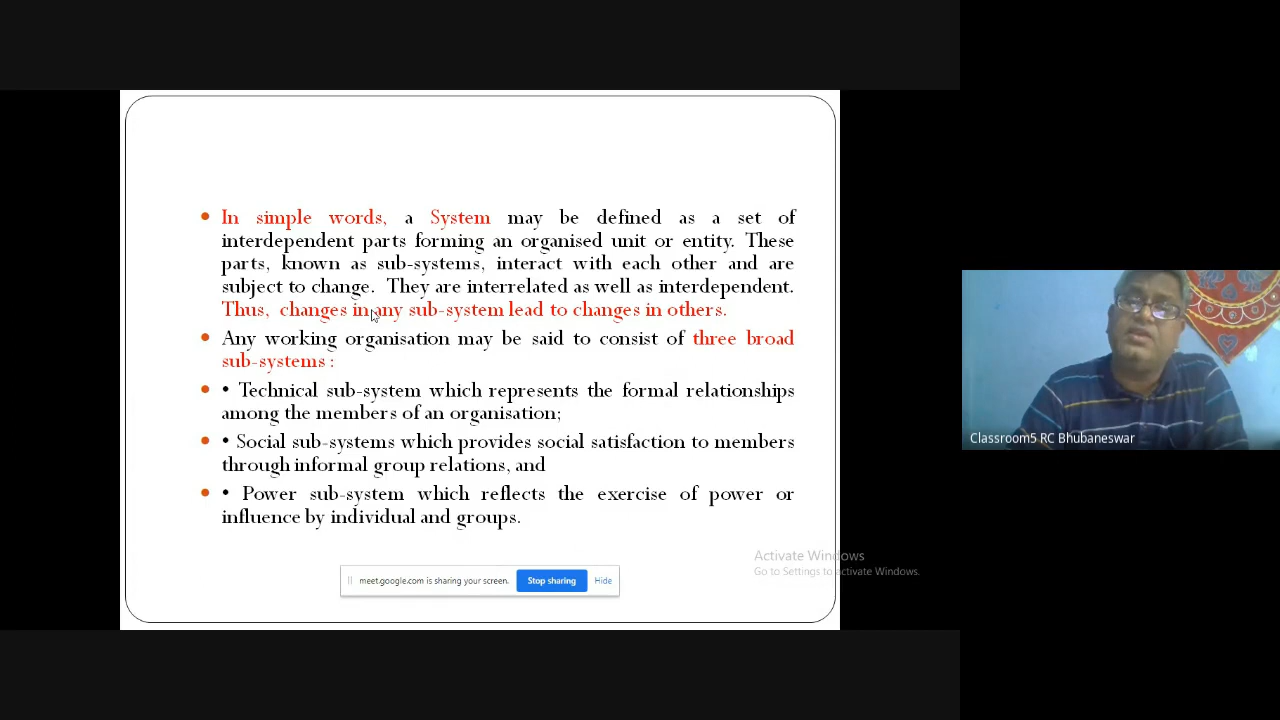 In simple words, a System may be defined as a set of
interdependent parts forming an organised unit or entity. These
parts, known as sub-systems, interact with each other and are
subject to change. They are interrelated as well as interdependent.
Thus, changes in any sub-system lead to changes in others.
Any working organisation may be said to consist of three broad
sub-systems :
• Technical sub-system which represents the formal relationships
among the members of an organisation;
• Social sub-systems which provides social satisfaction to members
through informal group relations, and
• Power sub-system which reflects the exercise of power or
influence by individual and groups.
Activate Windows
Go to Settings to activate Windows.
meet.google.com is sharing your screen. Stop sharing Hide
Classroom5 RC Bhubaneswar